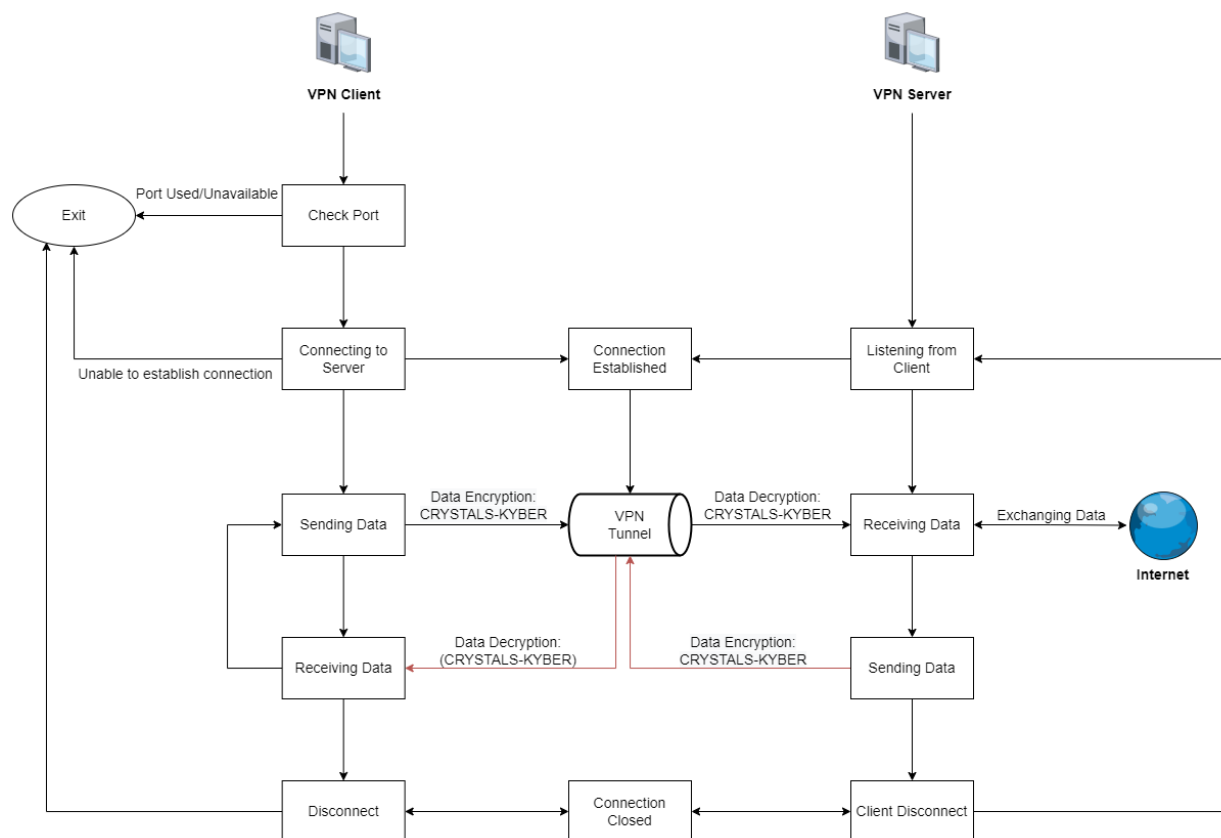 VPN Client
VPN Server
Port Used/Unavailable
Exit
Check Port
Connecting to
Server
Connection
Established
Listening from
Client
Unable to establish connection
Data Encryption:
CRYSTALS-KYBER
Data Decryption:
CRYSTALS-KYBER
Sending Data
VPN
Tunnel
Receiving Data
Exchanging Data
Internet
Data Decryption:
(CRYSTALS-KYBER)
Data Encryption:
CRYSTALS-KYBER
Receiving Data
Sending Data
Disconnect
Connection
Closed
Client Disconnect